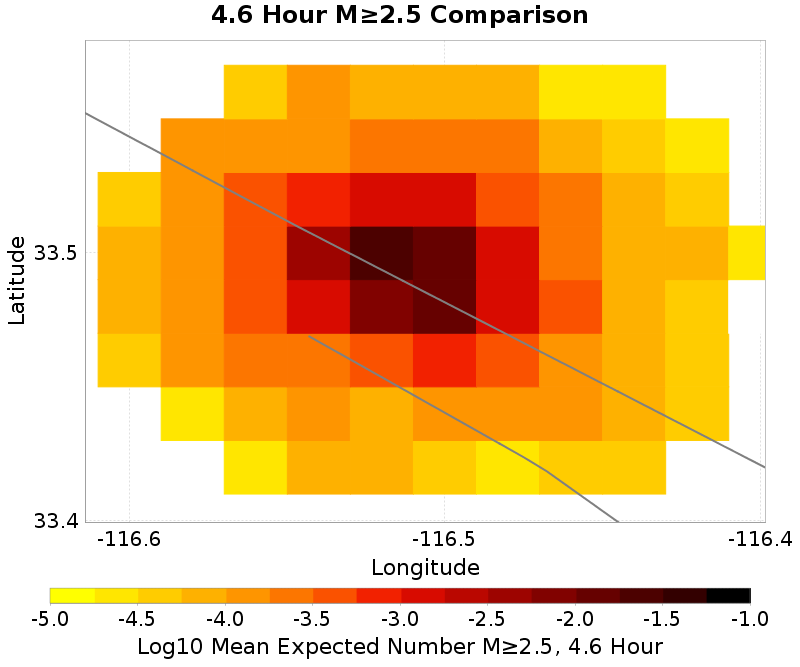 4.6 Hour M≥2.5 Comparison
Latitude
33.5
33.4
-116.6 -116.5 -116.4
Longitude
-5.0 -4.5 -4.0 -3.5 -3.0 -2.5 -2.0 -1.5 -1.0
Log10 Mean Expected Number M≥2.5, 4.6 Hour